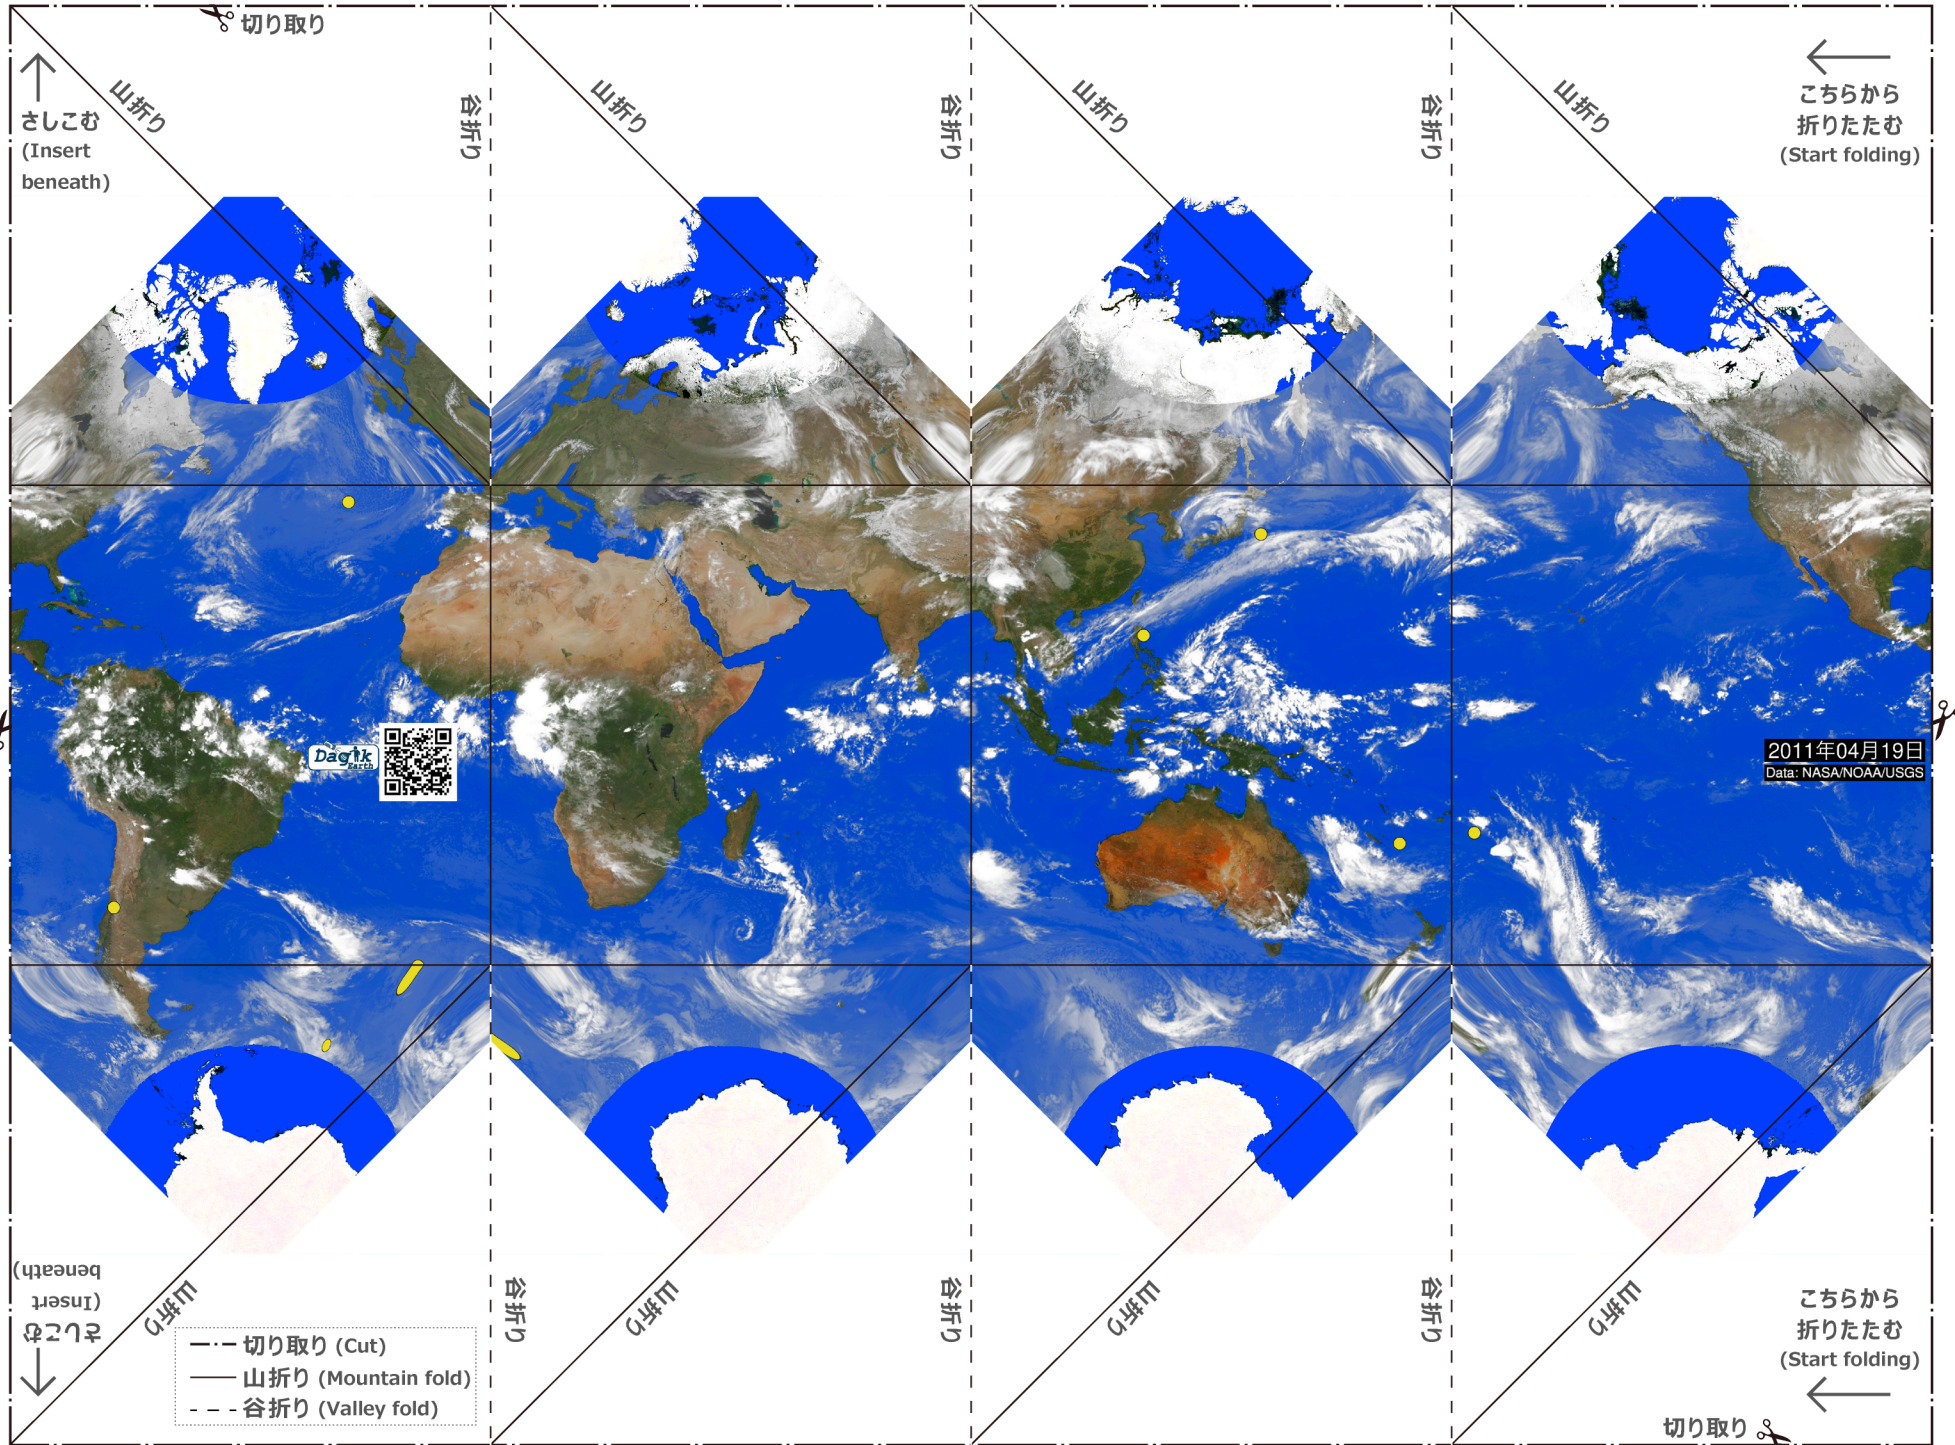 切り取り
さしこむ
(Insert
beneath)
山折り
谷折り
山折り
谷折り
山折り
谷折り
山折り
こちらから
折りたたむ
(Start folding)
Dagik
Earth
2011年04月19日
Data: NASA/NOAA/USGS
さしこむ
(Insert
beneath)
山折り
谷折り
山折り
谷折り
山折り
谷折り
山折り
こちらから
折りたたむ
(Start folding)
切り取り (Cut)
山折り (Mountain fold)
谷折り (Valley fold)
切り取り